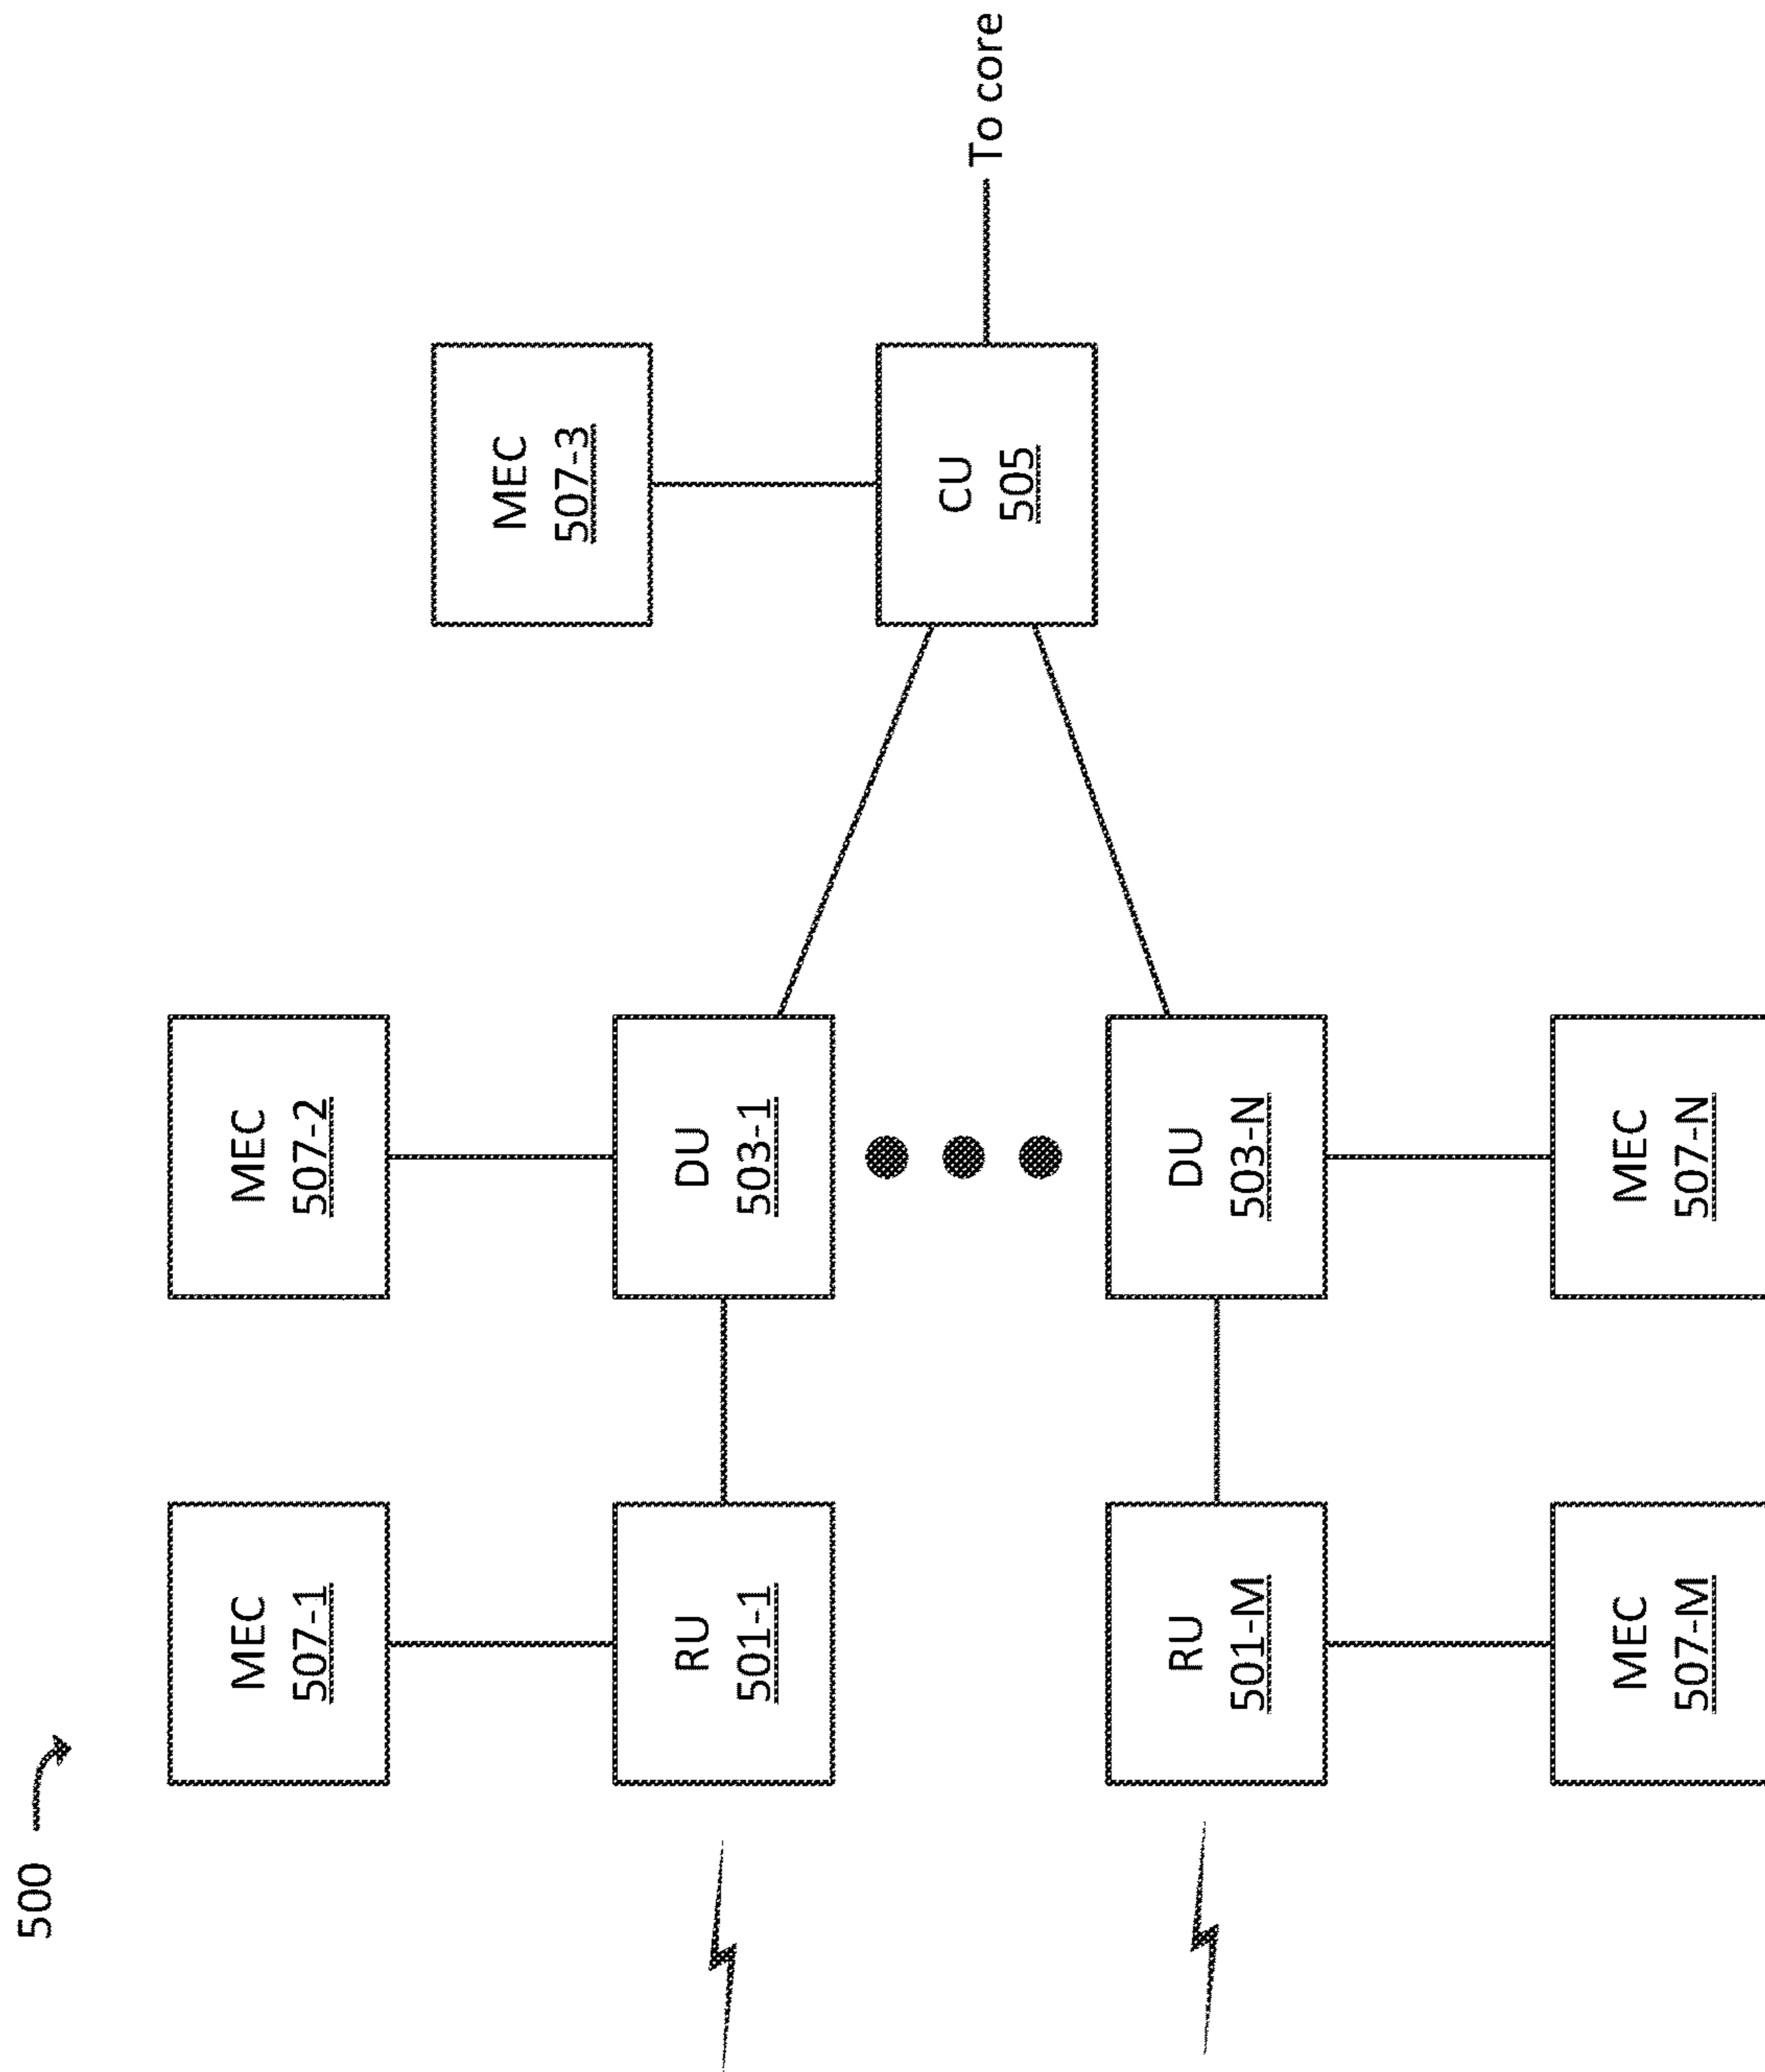 500
MEC
507-1
MEC
507-2
MEC
507-3
RU
501-1
DU
503-1
CU
505
To core
RU
501-M
DU
503-N
MEC
507-M
MEC
507-N